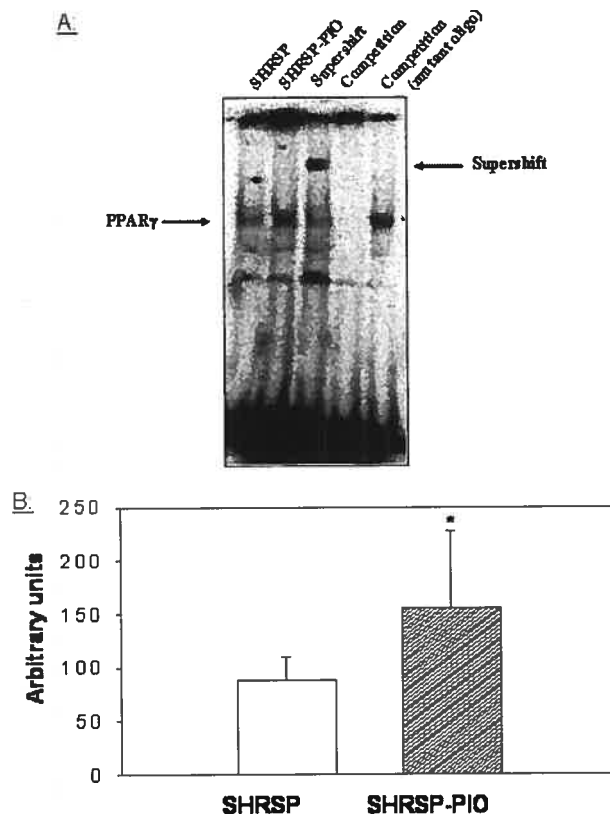 A:
SHRSP
SHRSP-PIO
Supershift
Competition
Competition
(mutant oligo)
Supershift
PPARγ
B:
250
*
200
150
100
50
0
Arbitrary units
SHRSP
SHRSP-PIO